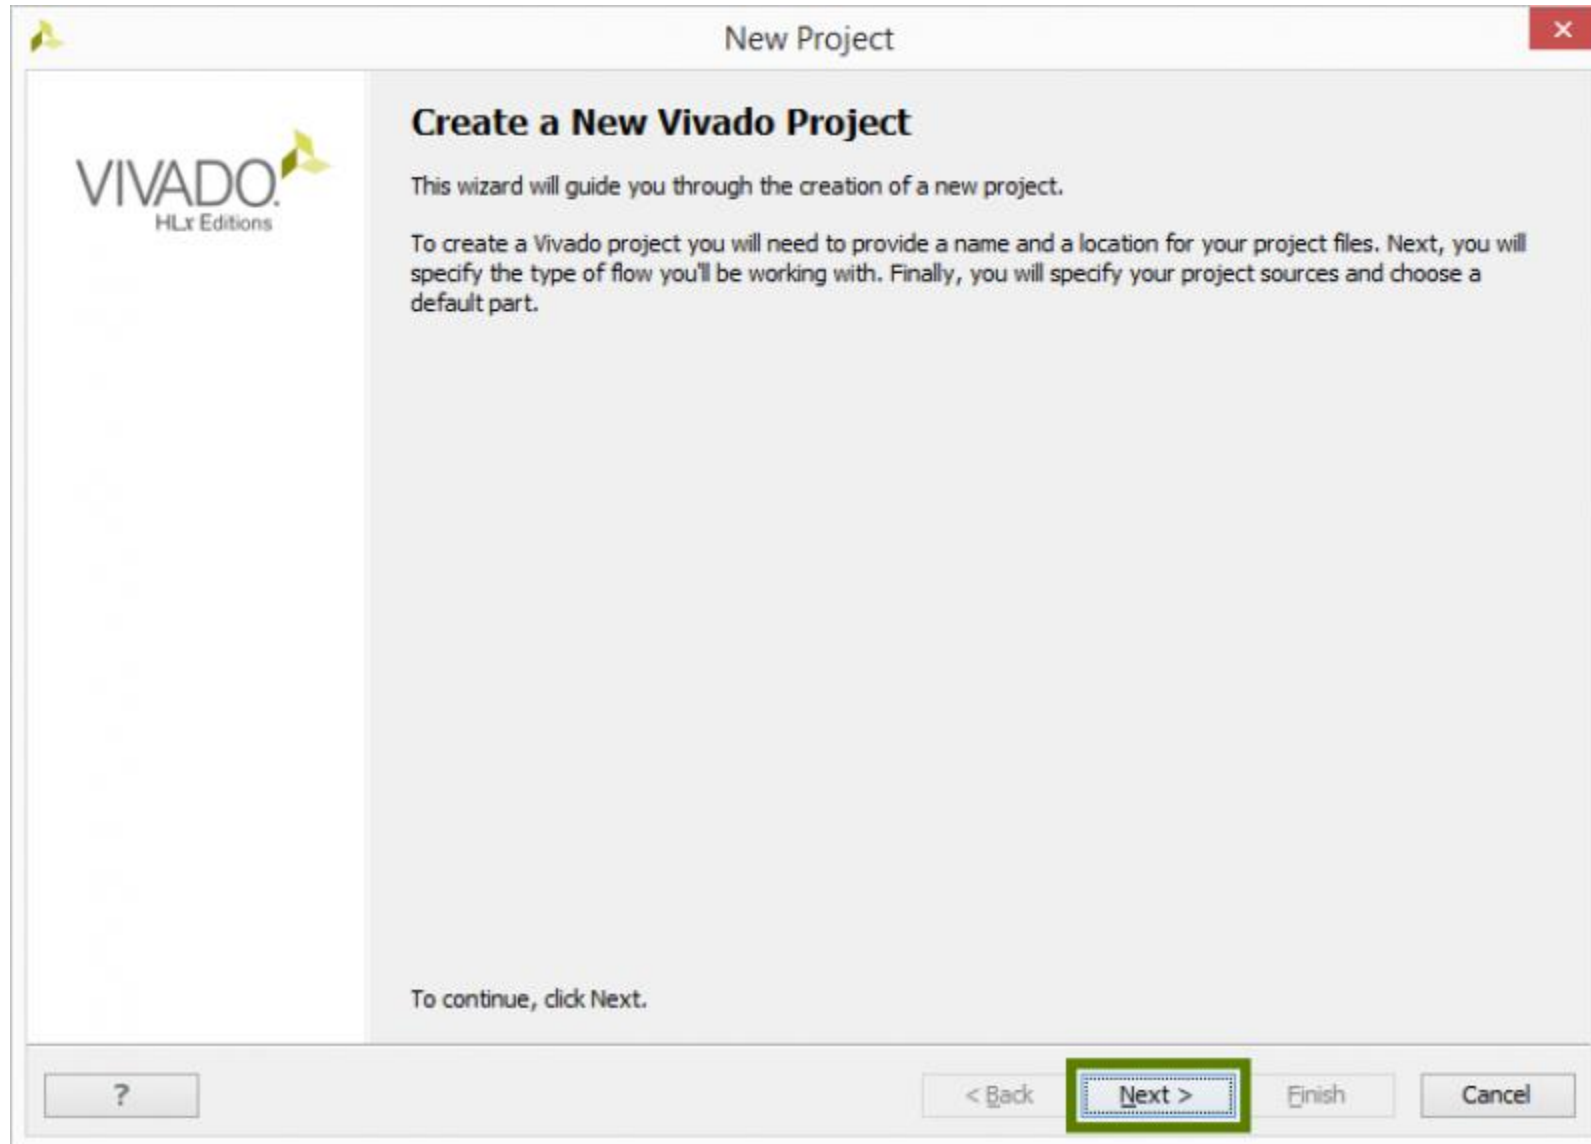 New Project
VIVADO.
HLx Editions
Create a New Vivado Project
This wizard will guide you through the creation of a new project.
To create a Vivado project you will need to provide a name and a location for your project files. Next, you will
specify the type of flow you'll be working with. Finally, you will specify your project sources and choose a
default part.
To continue, click Next.
?
< Back
Next >
Finish
Cancel